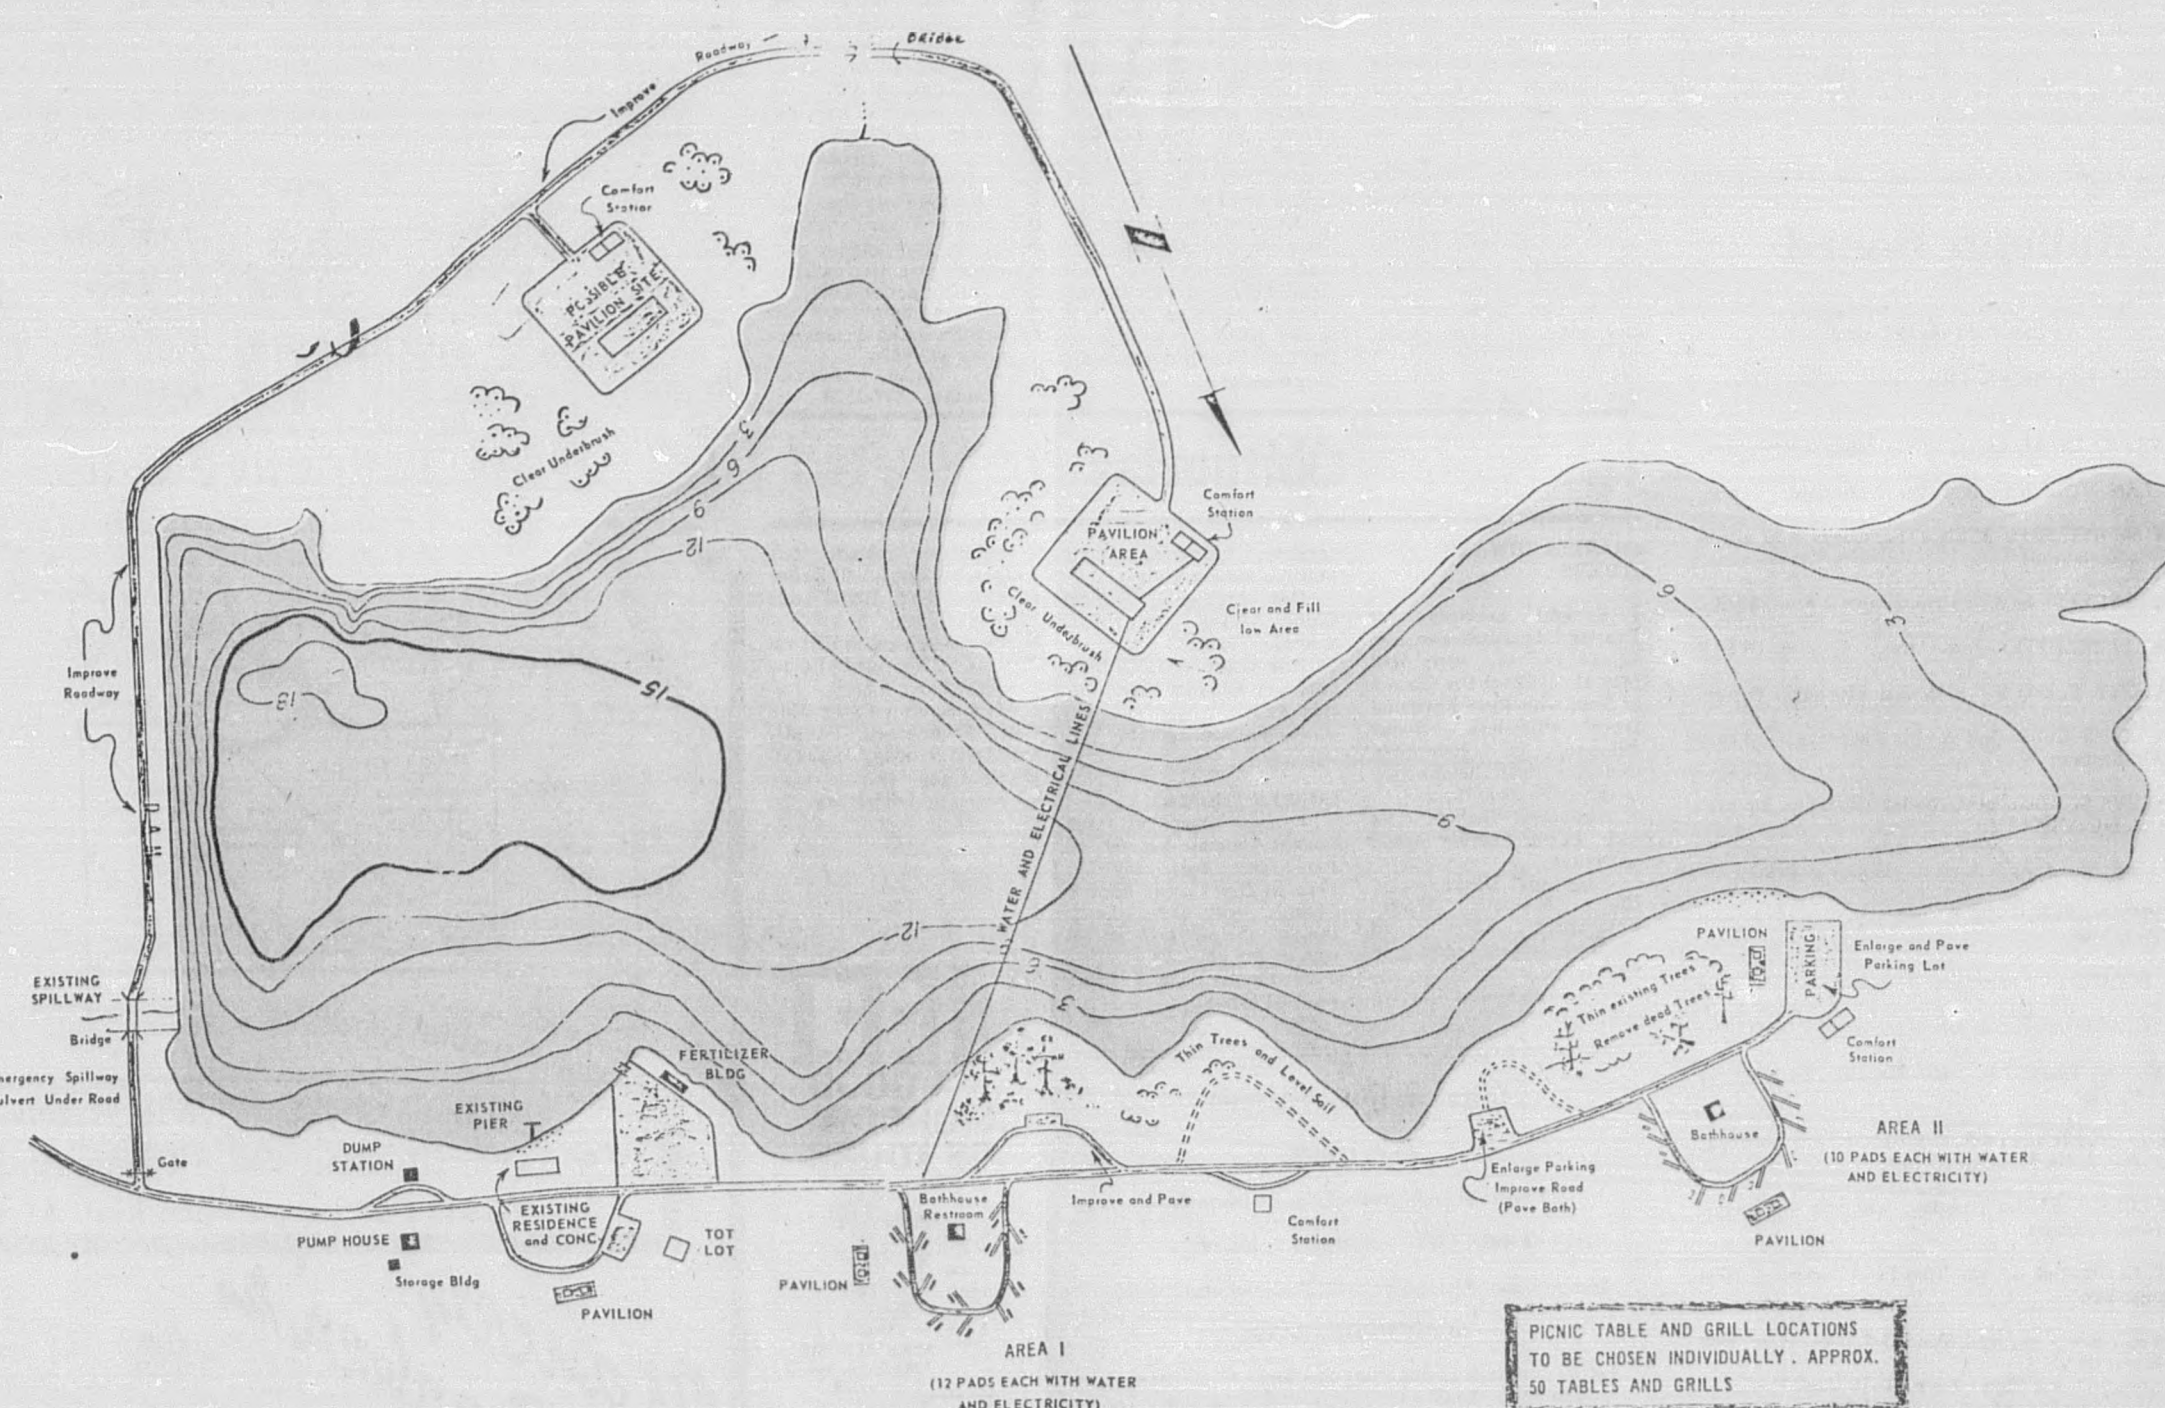 Roadway
Bridge
Improve
Comfort
Station
POSSIBLE
PAVILION SITE
Clear Underbrush
3
6
9
12
15
18
Improve
Roadway
DAM
PAVILION
AREA
Comfort
Station
Clear Underbrush
Clear and Fill
low Area
WATER AND ELECTRICAL LINES
6
3
9
12
3
EXISTING
SPILLWAY
Bridge
mergency Spillway
ulvert Under Road
Gate
DUMP
STATION
EXISTING
PIER
FERTILIZER
BLDG
PUMP HOUSE
Storage Bldg
EXISTING
RESIDENCE
and CONC.
TOT
LOT
PAVILION
PAVILION
Bathhouse
Restroom
Improve and Pave
Thin Trees and Level Soil
Comfort
Station
AREA I
(12 PADS EACH WITH WATER
AND ELECTRICITY)
PAVILION
PARKING
Enlarge and Pave
Parking Lot
Thin existing Trees
Remove dead Trees
Comfort
Station
Bathhouse
AREA II
(10 PADS EACH WITH WATER
AND ELECTRICITY)
Enlarge Parking
Improve Road
(Pave Both)
PAVILION
PICNIC TABLE AND GRILL LOCATIONS
TO BE CHOSEN INDIVIDUALLY. APPROX.
50 TABLES AND GRILLS